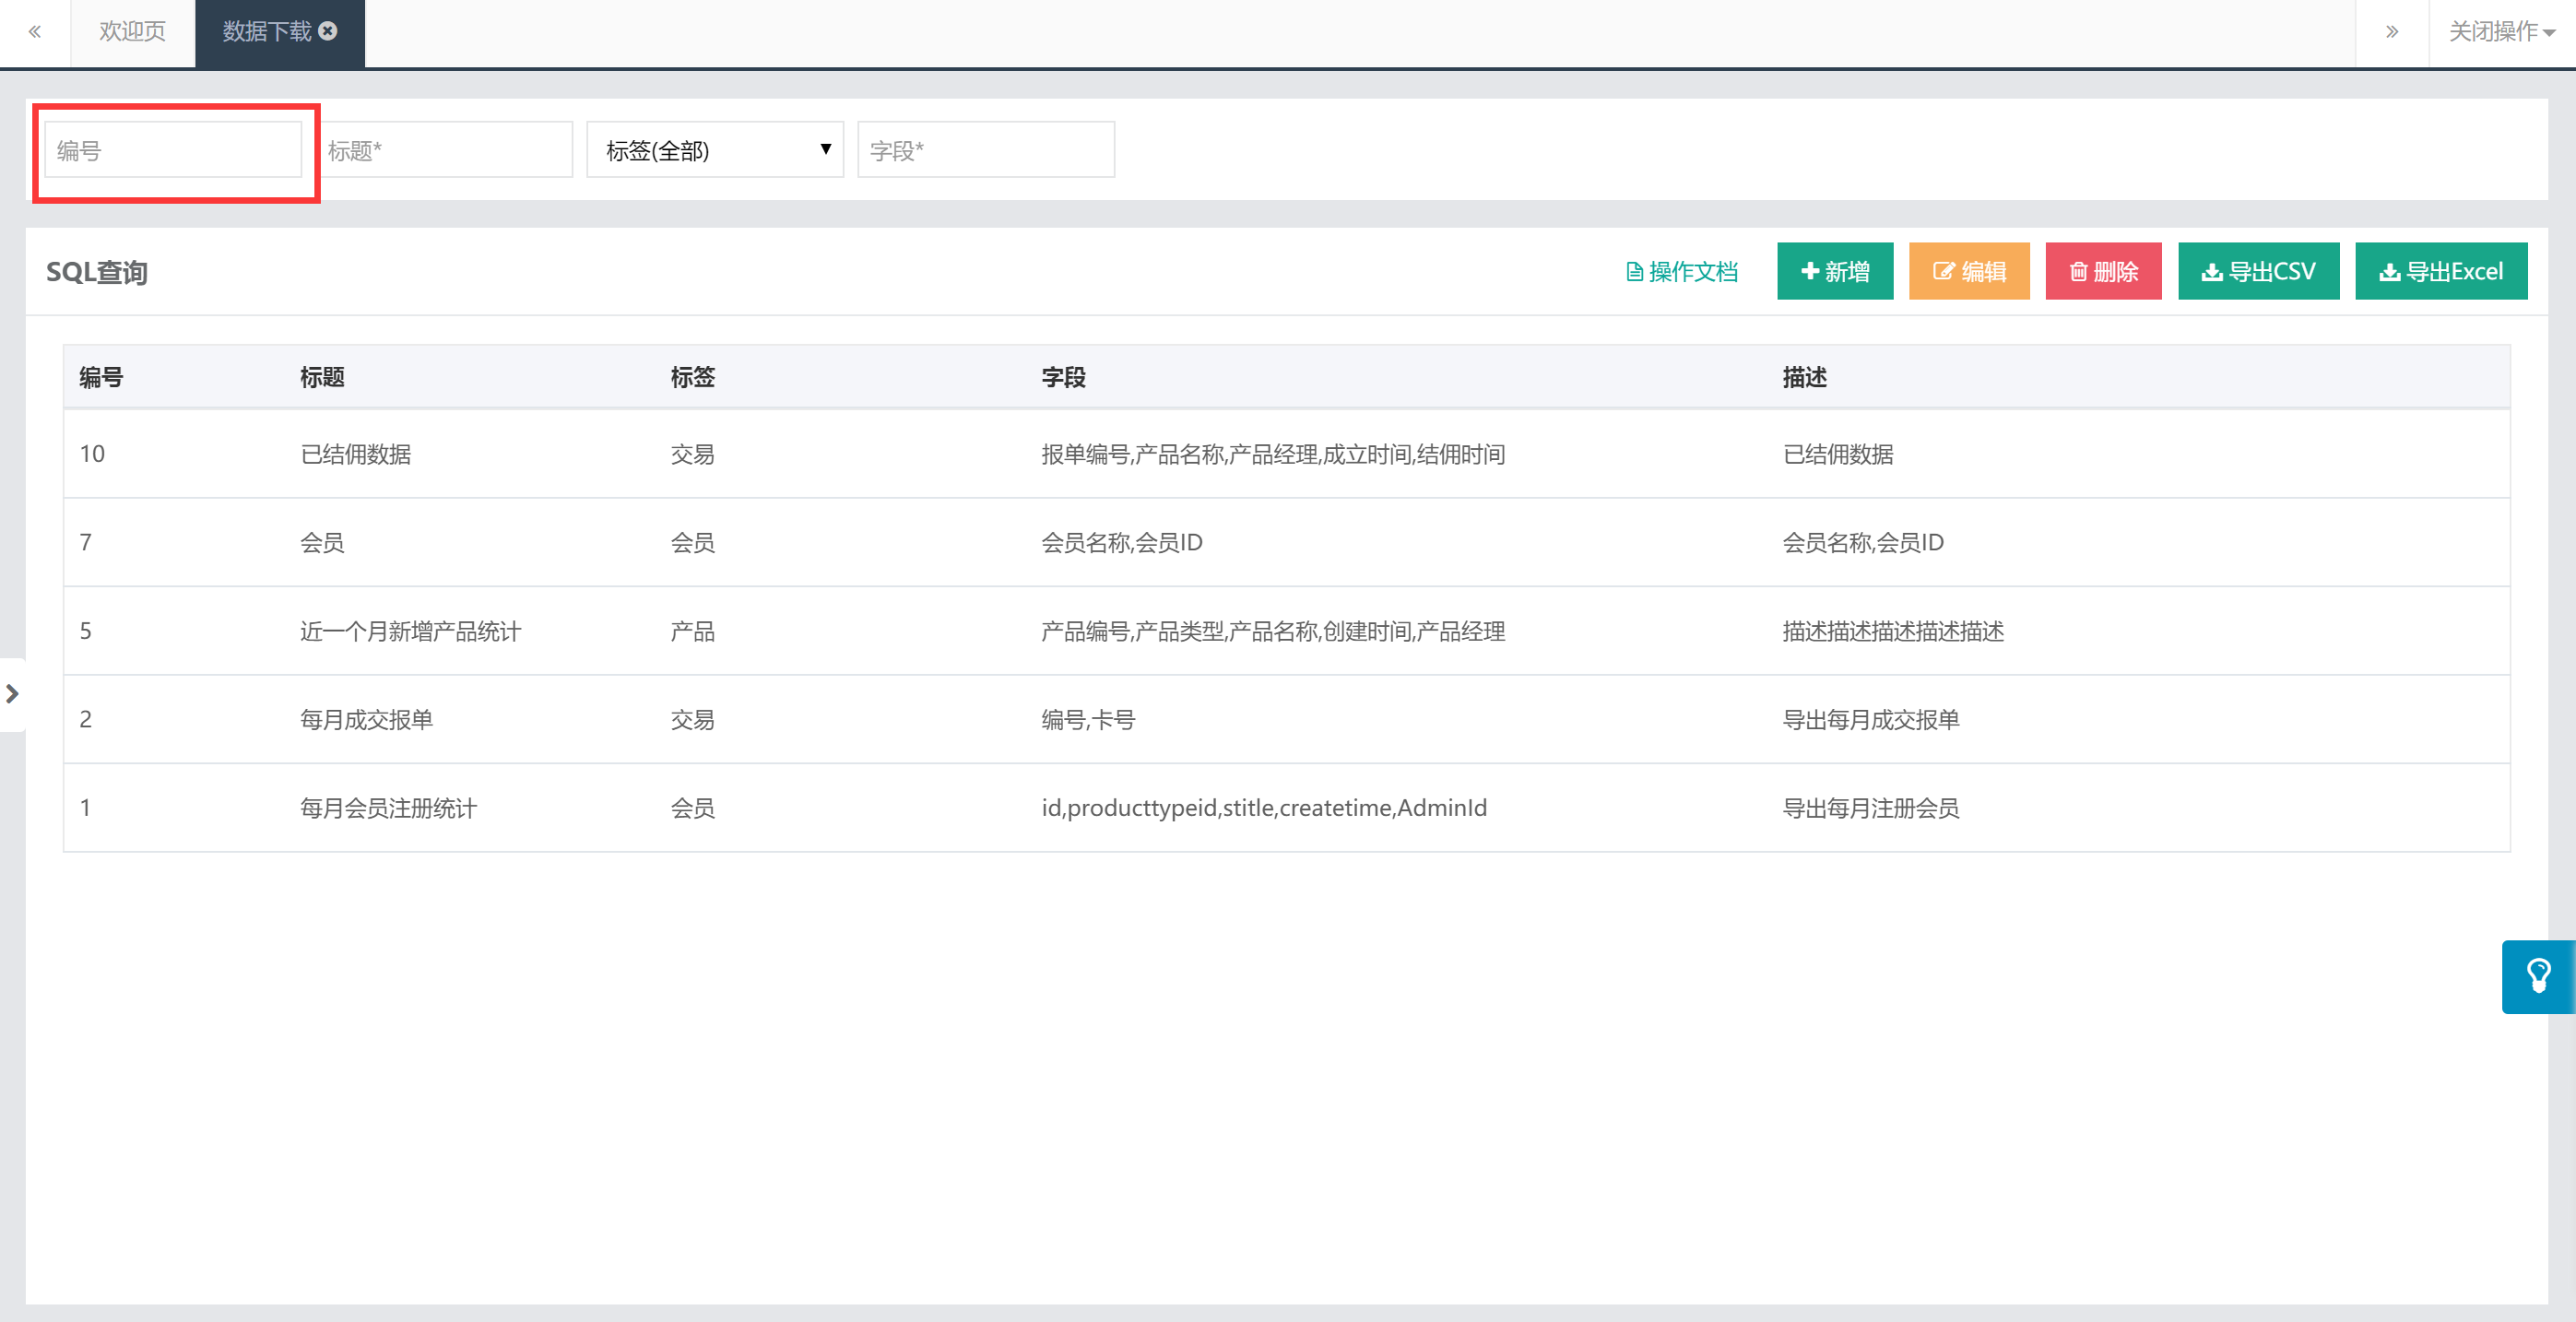 « 欢迎页 数据下载 » 关闭操作
编号 标题* 标签(全部) 字段*
SQL查询 操作文档 新增 编辑 删除 导出CSV 导出Excel
编号 标题 标签 字段 描述
10 已结佣数据 交易 报单编号,产品名称,产品经理,成立时间,结佣时间 已结佣数据
7 会员 会员 会员名称,会员ID 会员名称,会员ID
5 近一个月新增产品统计 产品 产品编号,产品类型,产品名称,创建时间,产品经理 描述描述描述描述描述
2 每月成交报单 交易 编号,卡号 导出每月成交报单
1 每月会员注册统计 会员 id,producttypeid,stitle,createtime,AdminId 导出每月注册会员